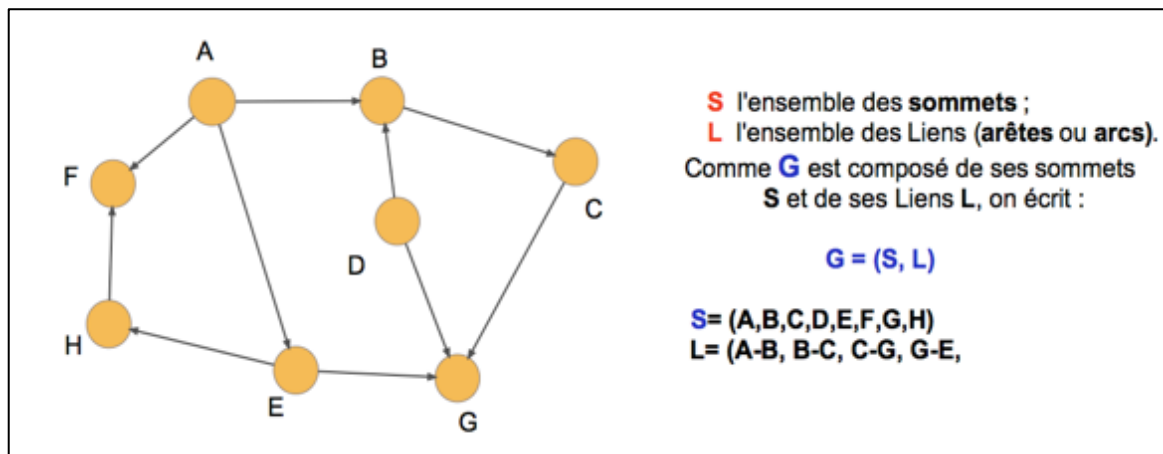 A
B
F
C
D
H
E
G
S l'ensemble des sommets ;
L l'ensemble des Liens (arêtes ou arcs).
Comme G est composé de ses sommets
S et de ses Liens L, on écrit :
G = (S, L)
S= (A,B,C,D,E,F,G,H)
L= (A-B, B-C, C-G, G-E,